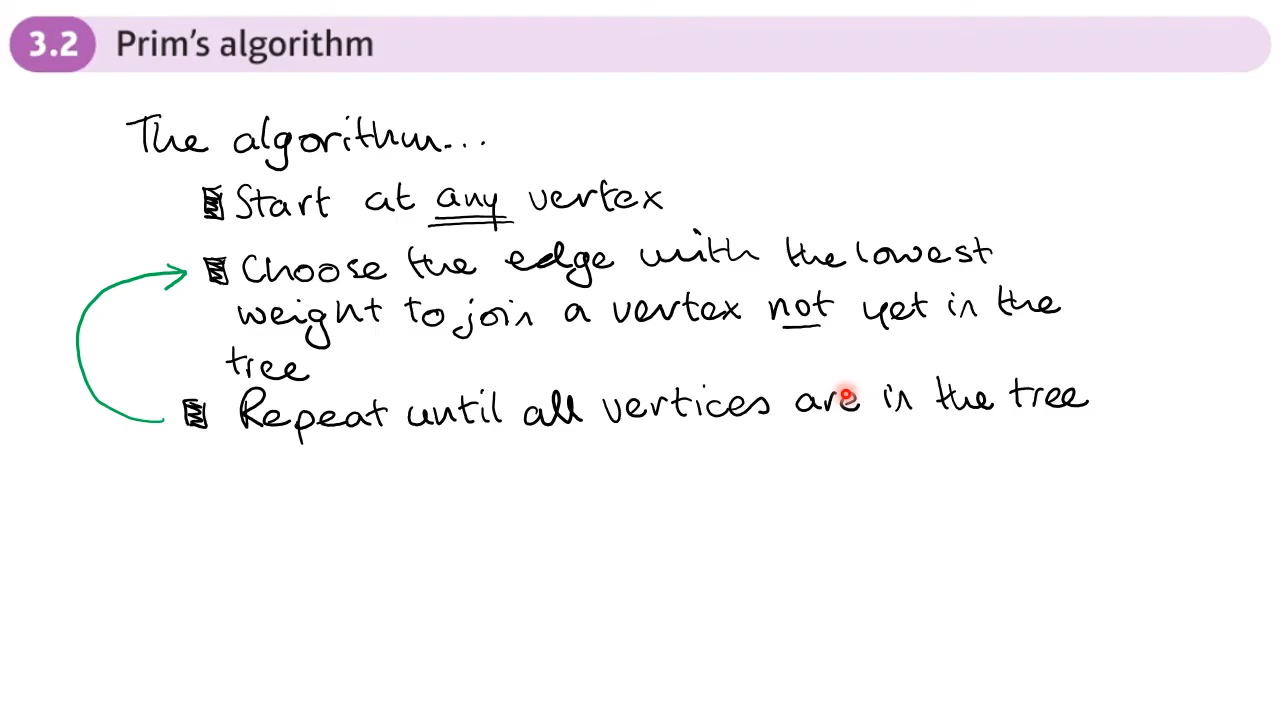 3.2 Prim's algorithm
The algorithm...
Start at any vertex
Choose the edge with the lowest
weight to join a vertex not yet in the
tree
Repeat until all vertices are in the tree